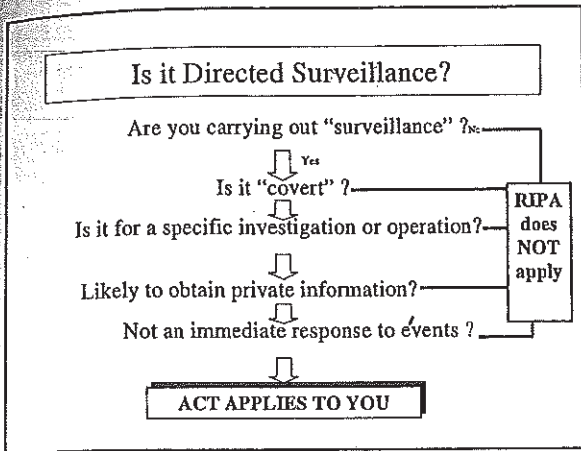 Is it Directed Surveillance?
Are you carrying out "surveillance" ? No
Yes
Is it "covert" ?
Is it for a specific investigation or operation?
Likely to obtain private information?
Not an immediate response to events ?
ACT APPLIES TO YOU
RIPA
does
NOT
apply